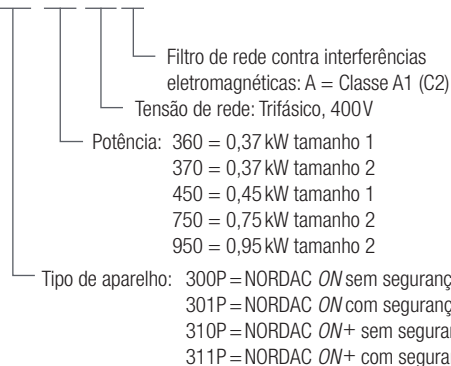 Filtro de rede contra interferências
eletromagnéticas: A = Classe A1 (C2)
Tensão de rede: Trifásico, 400V
Potência: 360 = 0,37 kW tamanho 1
370 = 0,37 kW tamanho 2
450 = 0,45 kW tamanho 1
750 = 0,75 kW tamanho 2
950 = 0,95 kW tamanho 2
Tipo de aparelho: 300P = NORDAC ON sem
301P = NORDAC ON com
310P = NORDAC ON+ sem
311P = NORDAC ON+ com